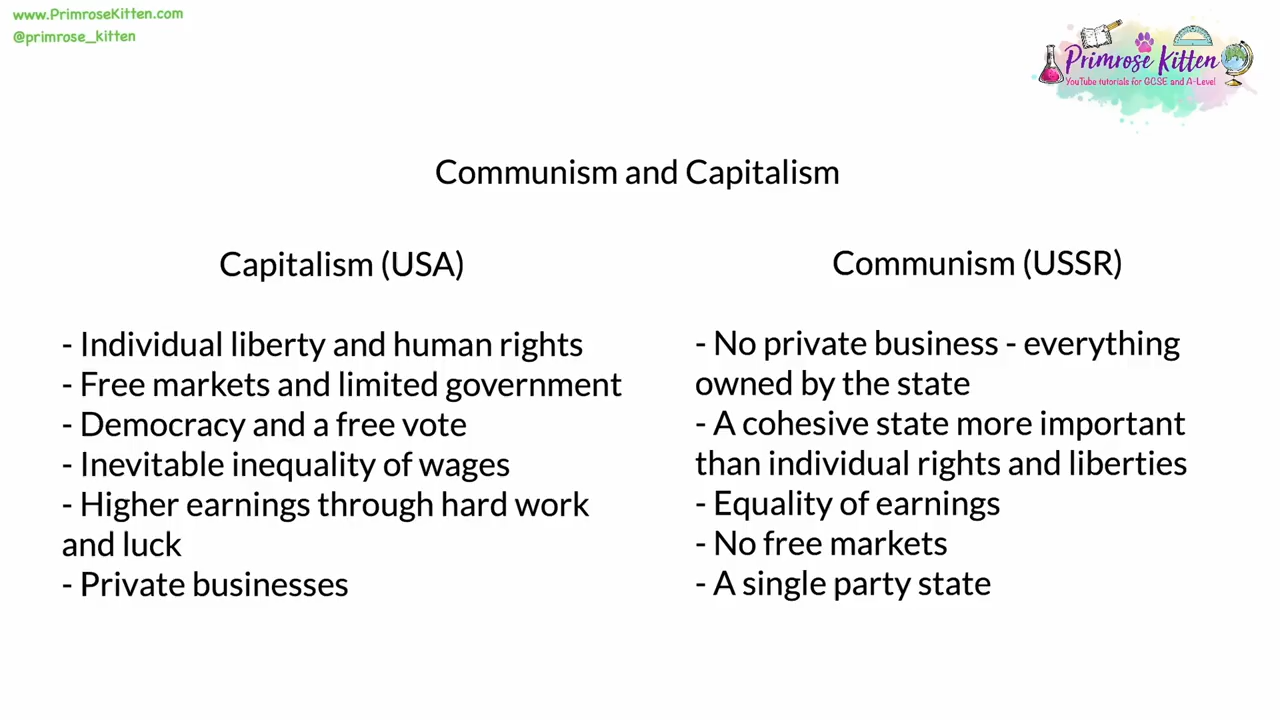 www.PrimroseKitten.com
@primrose_kitten
Primrose Kitten
YouTube tutorials for GCSE and A-Level
Communism and Capitalism
Capitalism (USA)
- Individual liberty and human rights
- Free markets and limited government
- Democracy and a free vote
- Inevitable inequality of wages
- Higher earnings through hard work
and luck
- Private businesses
Communism (USSR)
- No private business - everything
owned by the state
- A cohesive state more important
than individual rights and liberties
- Equality of earnings
- No free markets
- A single party state